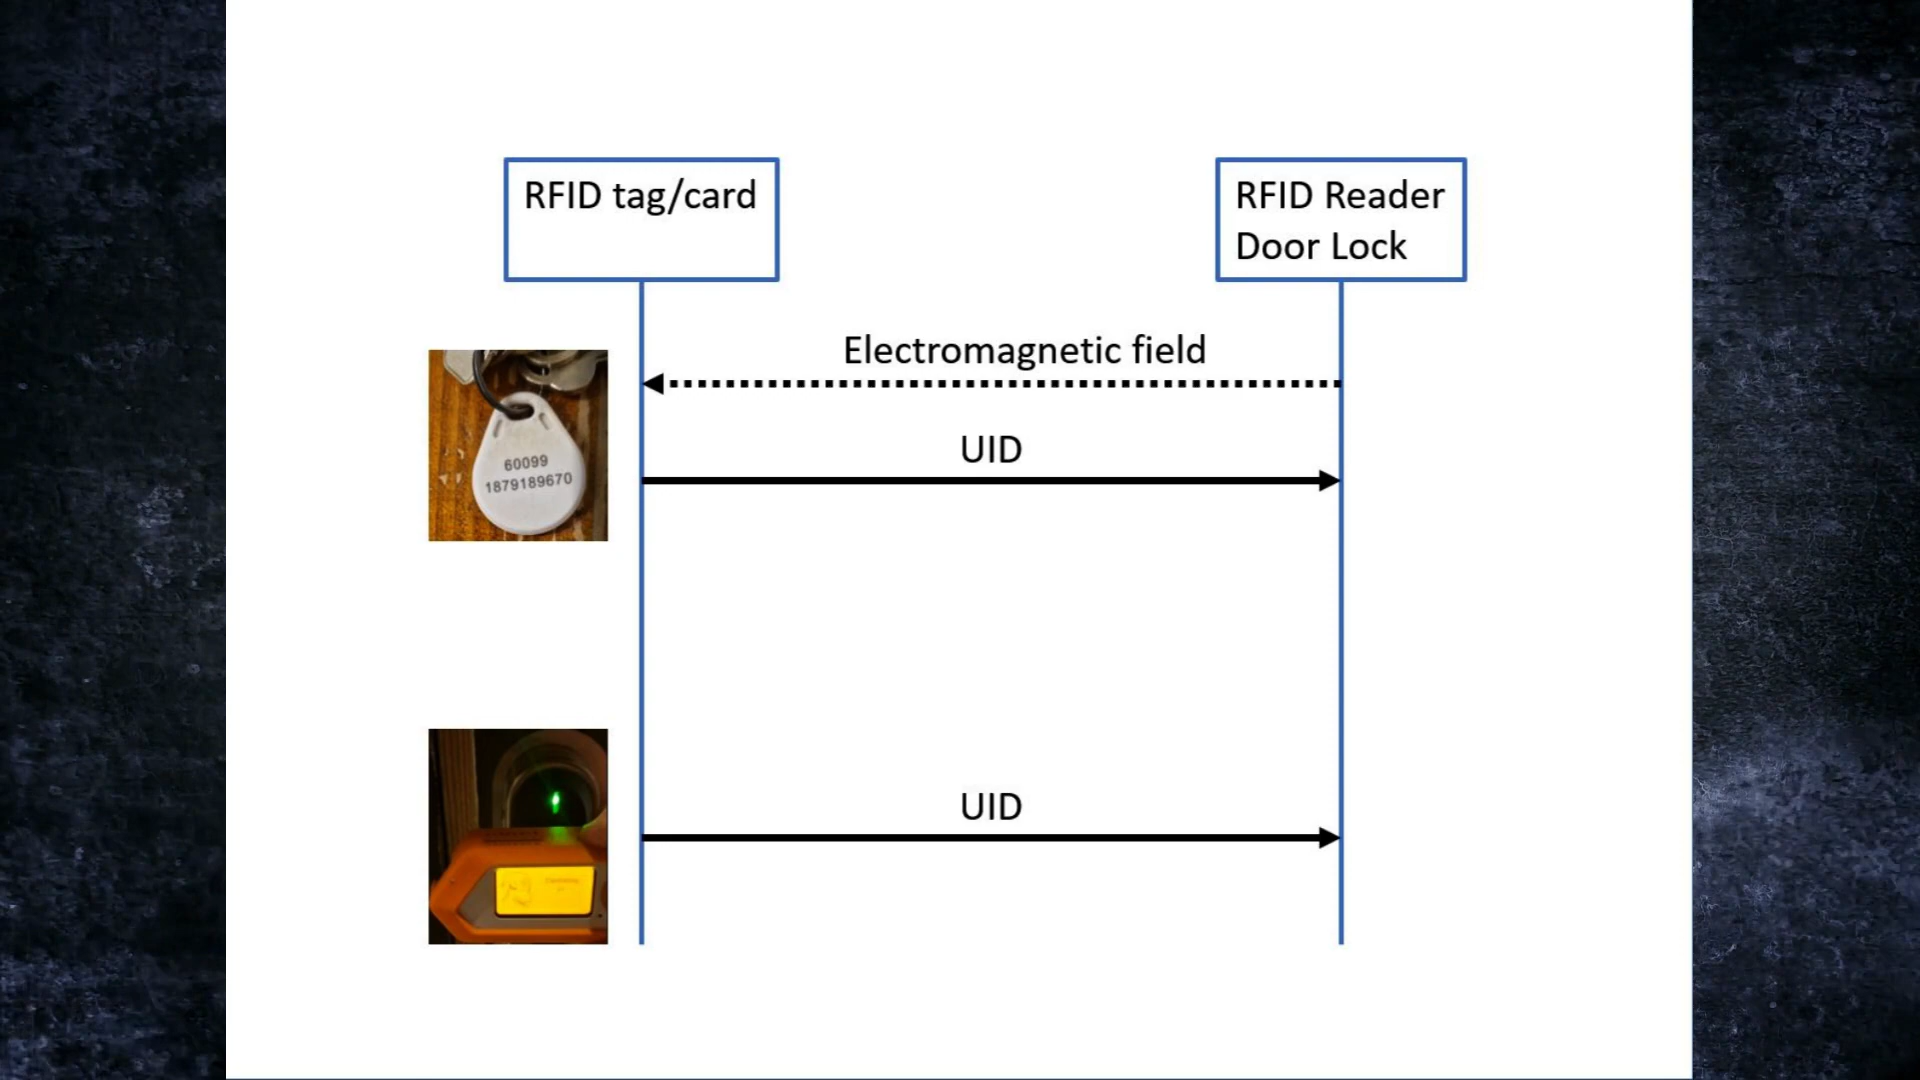 RFID tag/card
RFID Reader
Door Lock
Electromagnetic field
60099
1879189670
UID
UID